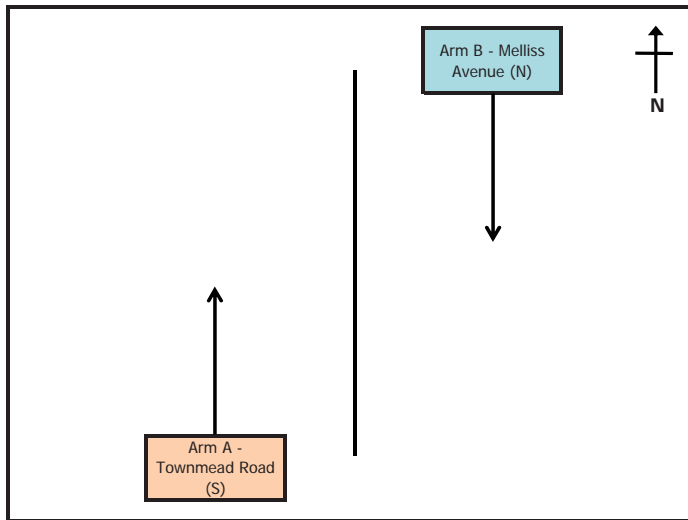 Arm B - Melliss
Avenue (N)
N
Arm A -
Townmead Road
(S)